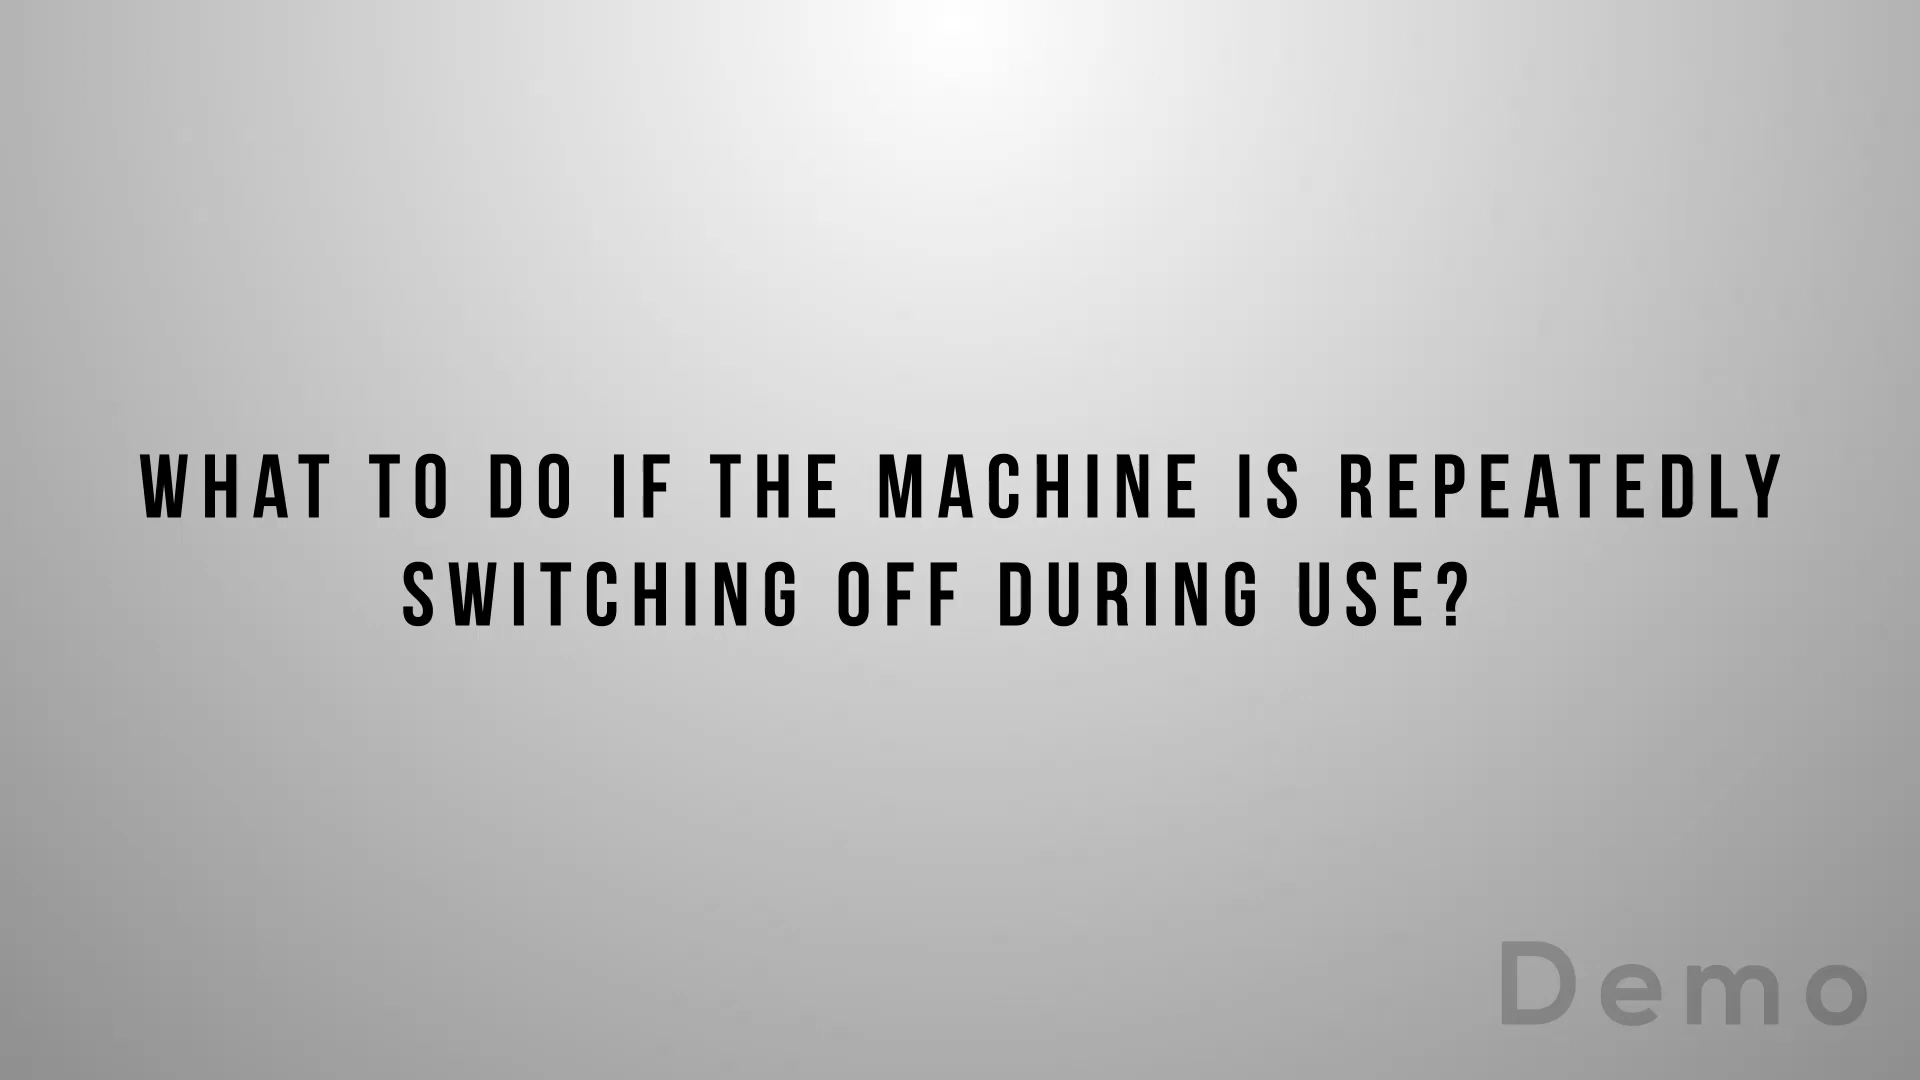 WHAT TO DO IF THE MACHINE IS REPEATEDLY
SWITCHING OFF DURING USE?
Demo